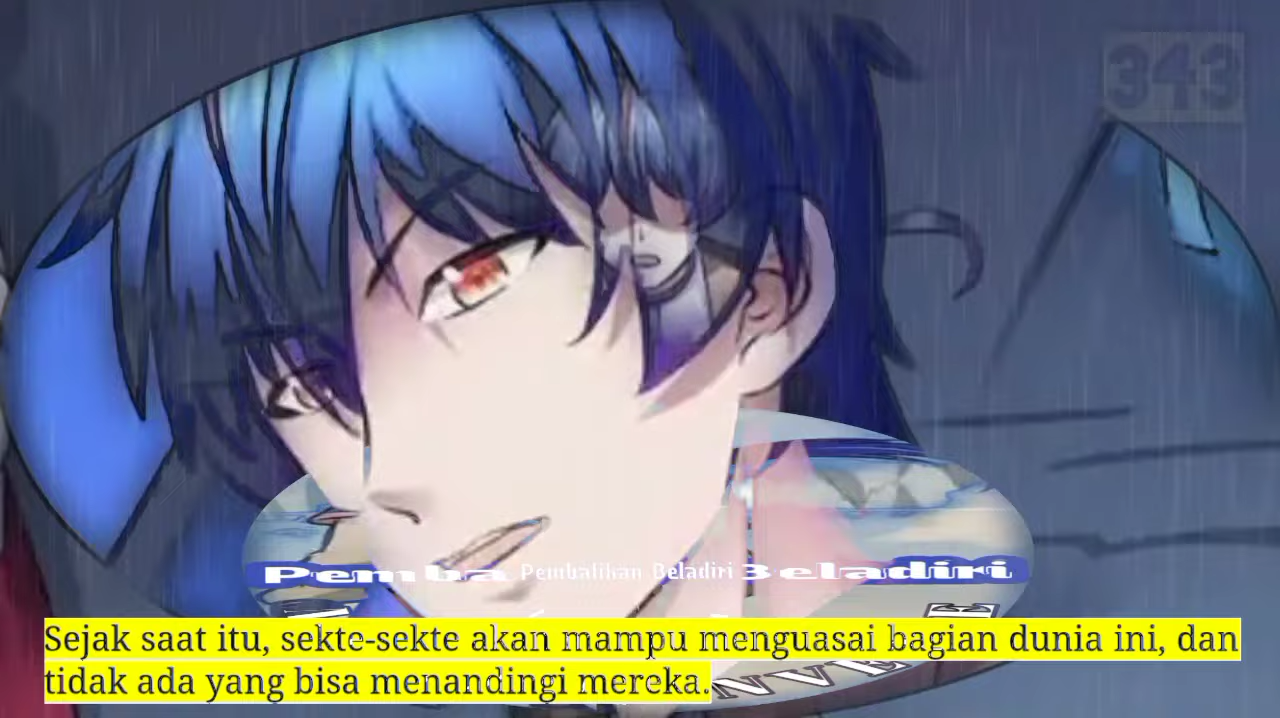 343
Pembalihan Beladiri
Sejak saat itu, sekte-sekte akan mampu menguasai bagian dunia ini, dan
tidak ada yang bisa menandingi mereka.